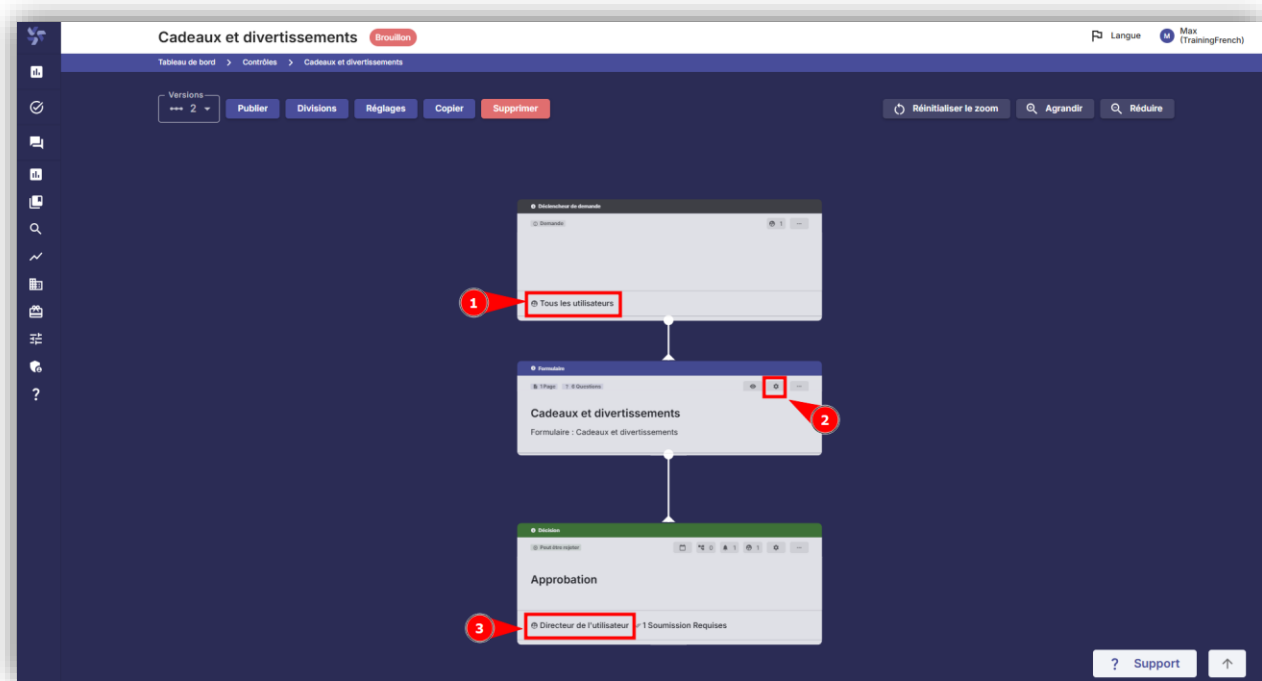 Cadeaux et divertissements Brouillon
Langue
M Max
(TrainingFrench)
Tableau de bord > Contrôles > Cadeaux et divertissements
Versions
2 Publier Divisions Réglages Copier Supprimer
Réinitialiser le zoom Agrandir Réduire
Déclencheur de demande
Demande 1
1 Tous les utilisateurs
Formulaire
1 Page 8 Questions
Cadeaux et divertissements
2
Formulaire : Cadeaux et divertissements
Décision
Peut être rejeter 0 1 1
Approbation
3 Directeur de l'utilisateur 1 Soumission Requises
?
? Support